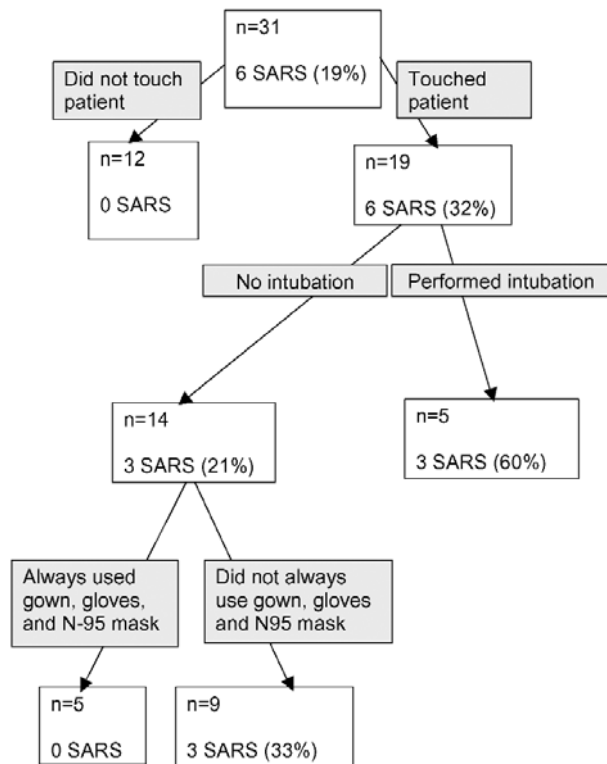 n=31
6 SARS (19%)
Did not touch
patient
Touched
patient
n=12
0 SARS
n=19
6 SARS (32%)
No intubation
Performed intubation
n=14
3 SARS (21%)
n=5
3 SARS (60%)
Always used
gown, gloves,
and N-95 mask
Did not always
use gown, gloves
and N95 mask
n=5
0 SARS
n=9
3 SARS (33%)